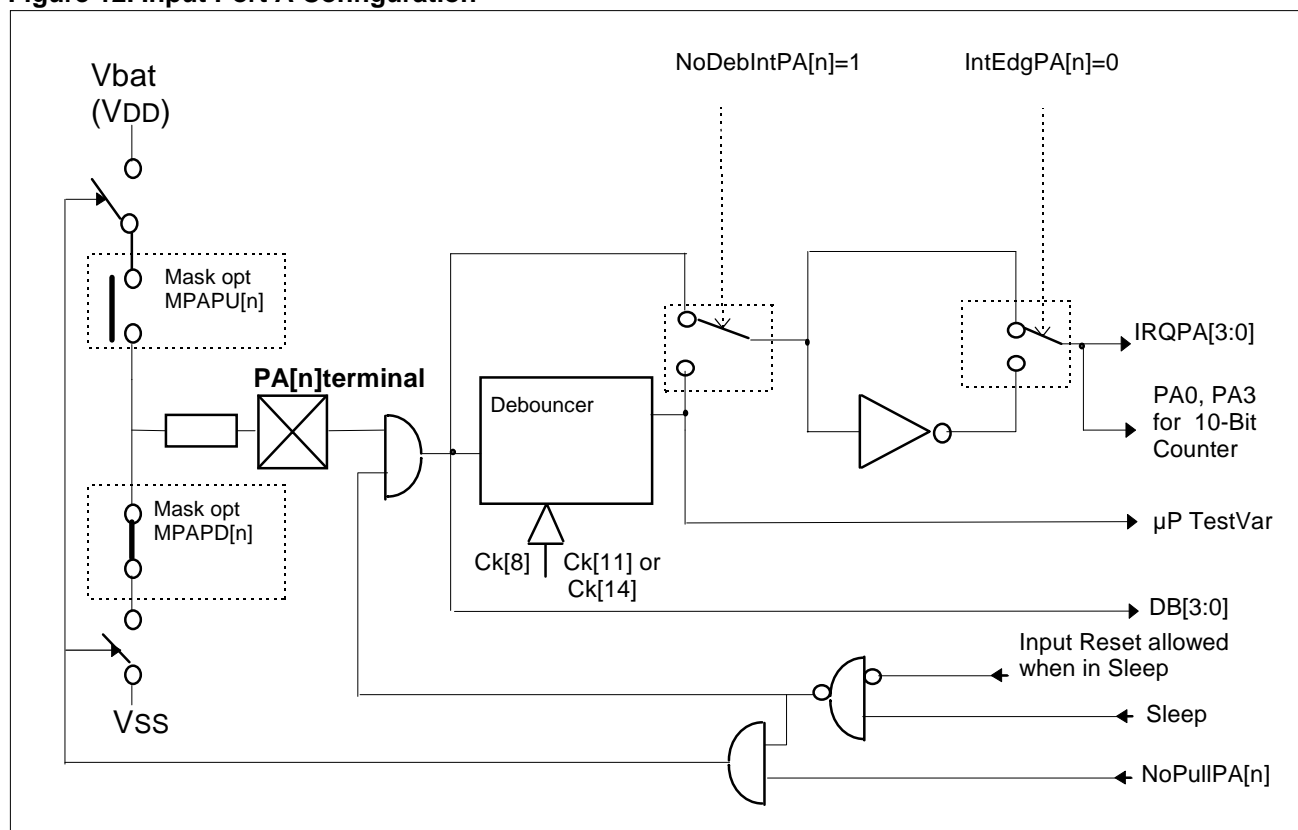 Figure 12. Input Port A Configuration
NoDebIntPA[n]=1
IntEdgPA[n]=0
Vbat
(VDD)
Mask opt
MPAPU[n]
PA[n]terminal
Debouncer
IRQPA[3:0]
PA0, PA3
for 10-Bit
Counter
Mask opt
MPAPD[n]
µP TestVar
Ck[8]
Ck[11] or
Ck[14]
DB[3:0]
Input Reset allowed
when in Sleep
Sleep
VSS
NoPullPA[n]